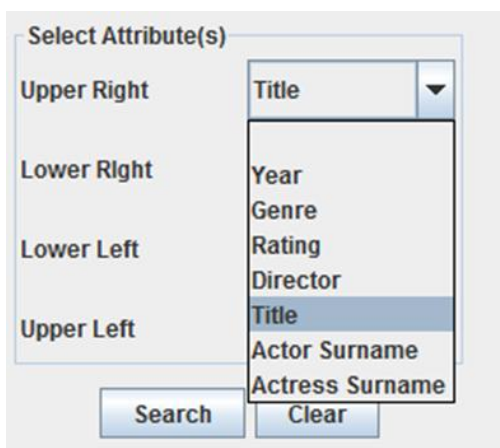 Select Attribute(s)
Upper Right Title
Lower RIght
Year
Genre
Rating
Lower Left
Director
Title
Upper Left
Actor Surname
Actress Surname
Search Clear